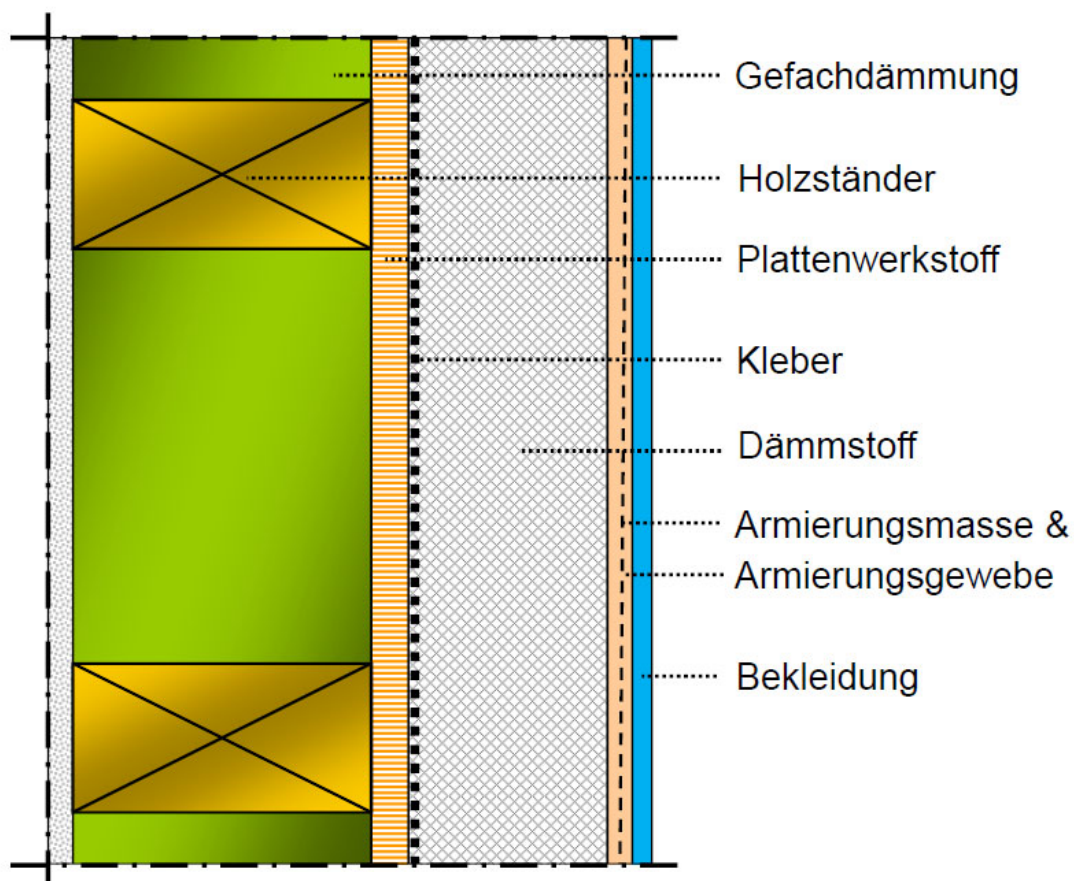 Gefachdämmung
Holzständer
Plattenwerkstoff
Kleber
Dämmstoff
Armierungsmasse &
Armierungsgewebe
Bekleidung